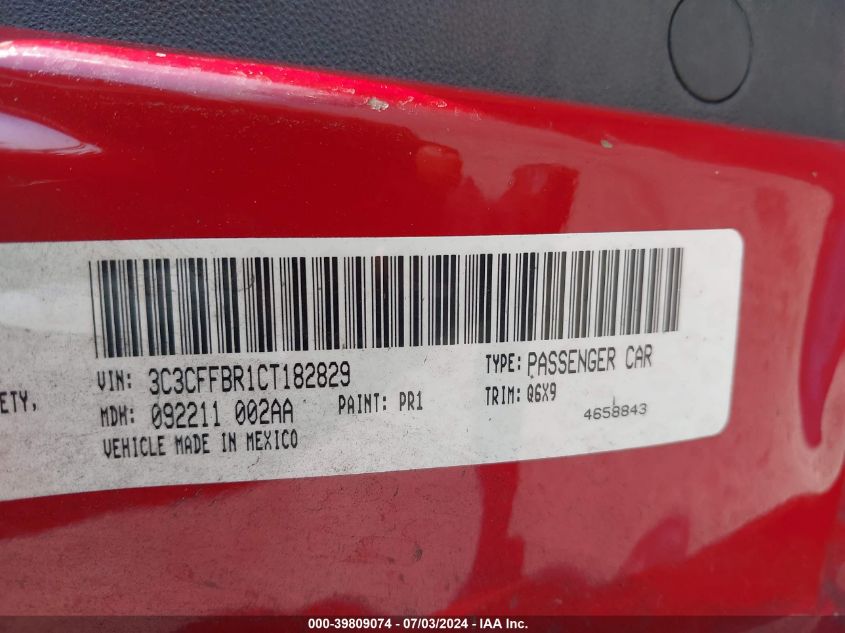 VIN: 3C3CFFBR1CT182829
TYPE: PASSENGER CAR
ETY,
MDH: 092211 002AA
PAINT: PR1
TRIM: Q6X9
4658843
VEHICLE MADE IN MEXICO
000-39809074 - 07/03/2024 - IAA Inc.